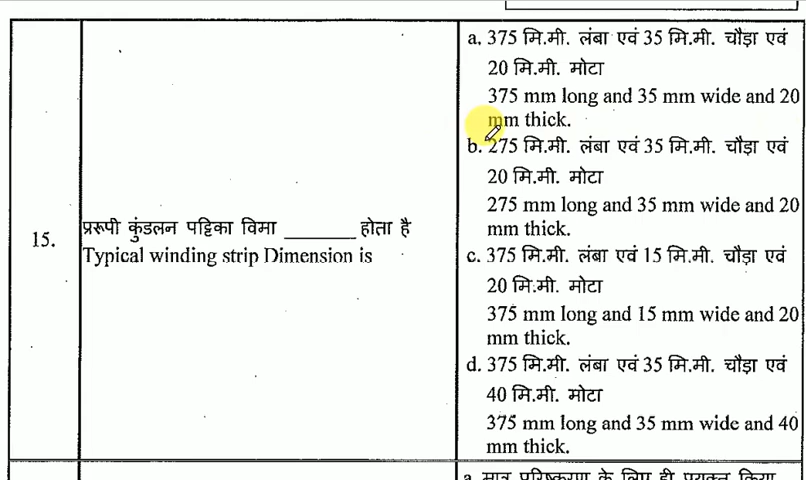 15.
प्ररूपी कुंडलन पट्टिका विमा _______ होता है
Typical winding strip Dimension is
a. 375 मि.मी. लंबा एवं 35 मि.मी. चौड़ा एवं
20 मि.मी. मोटा
375 mm long and 35 mm wide and 20
mm thick.
b. 275 मि.मी. लंबा एवं 35 मि.मी. चौड़ा एवं
20 मि.मी. मोटा
275 mm long and 35 mm wide and 20
mm thick.
c. 375 मि.मी. लंबा एवं 15 मि.मी. चौड़ा एवं
20 मि.मी. मोटा
375 mm long and 15 mm wide and 20
mm thick.
d. 375 मि.मी. लंबा एवं 35 मि.मी. चौड़ा एवं
40 मि.मी. मोटा
375 mm long and 35 mm wide and 40
mm thick.
a. मात्र परिष्करण के लिए ही प्रयुक्त किया